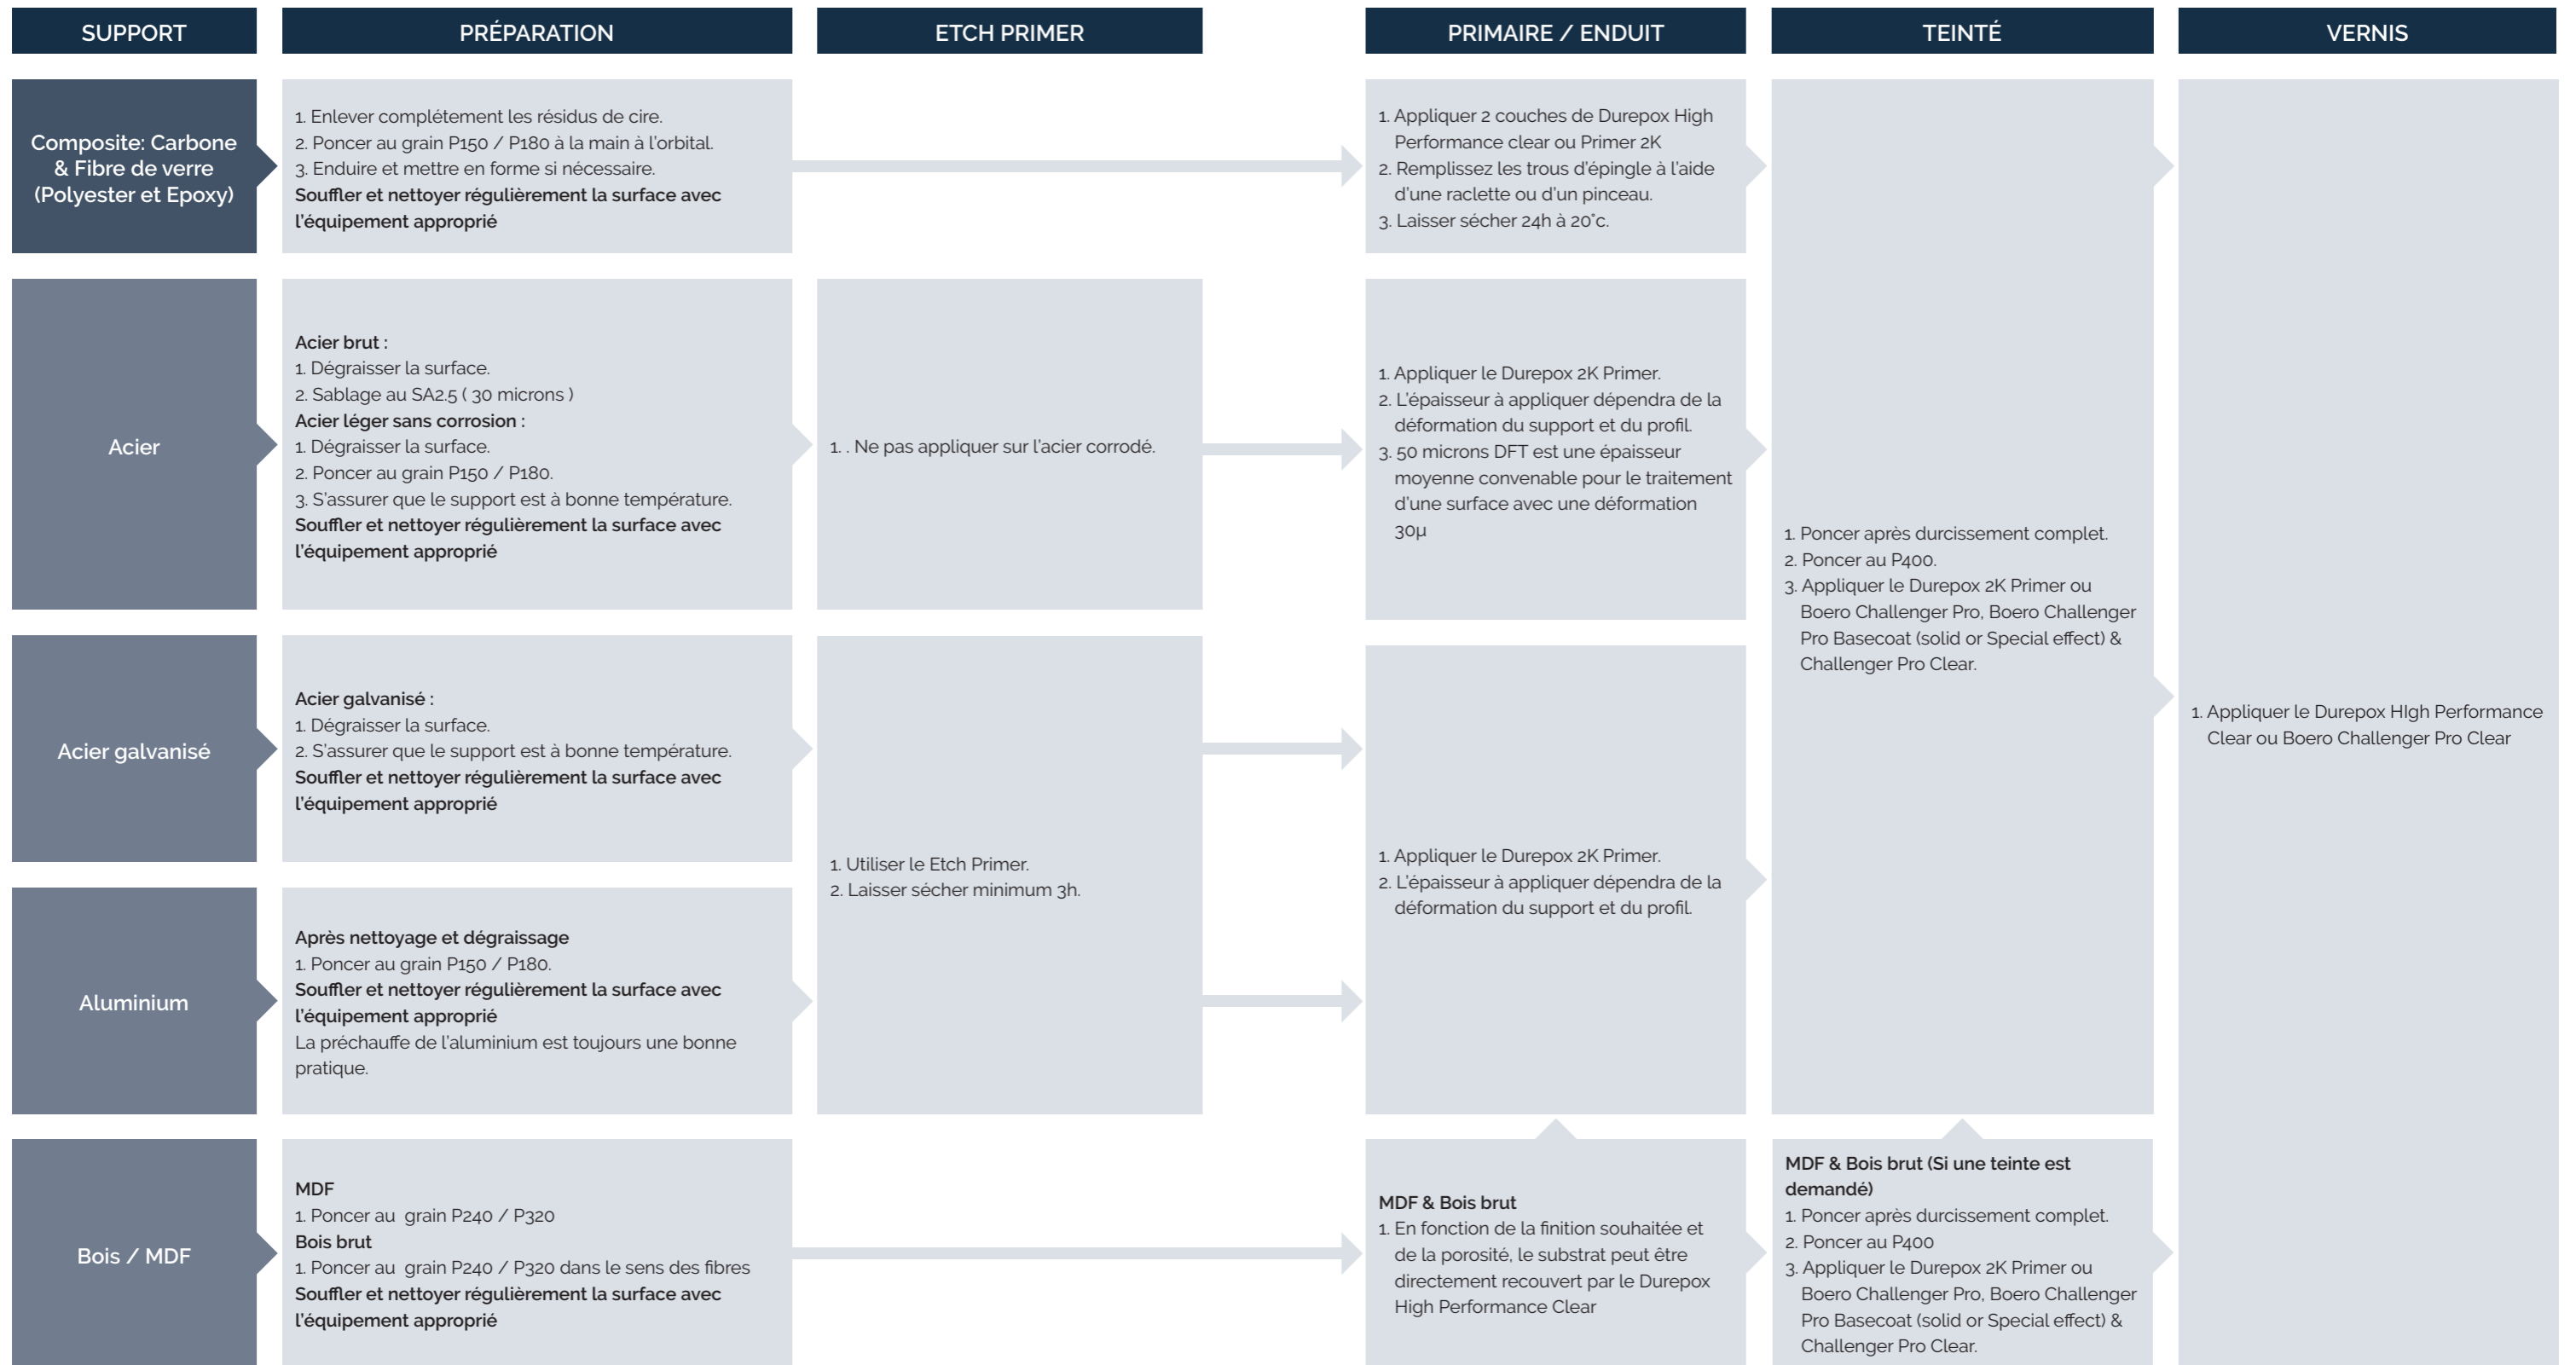 SUPPORT
PRÉPARATION
ETCH PRIMER
PRIMAIRE / ENDUIT
TEINTÉ
VERNIS
Composite: Carbone
& Fibre de verre
(Polyester et Epoxy)
1. Enlever complétement les résidus de cire.
2. Poncer au grain P150 / P180 à la main à l'orbital.
3. Enduire et mettre en forme si nécessaire.
Souffler et nettoyer régulièrement la surface avec
l'équipement approprié
1. Appliquer 2 couches de Durepox High
Performance clear ou Primer 2K
2. Remplissez les trous d'épingle à l'aide
d'une raclette ou d'un pinceau.
3. Laisser sécher 24h à 20°c.
Acier
Acier brut :
1. Dégraisser la surface.
2. Sablage au SA2.5 ( 30 microns )
Acier léger sans corrosion :
1. Dégraisser la surface.
2. Poncer au grain P150 / P180.
3. S'assurer que le support est à bonne température.
Souffler et nettoyer régulièrement la surface avec
l'équipement approprié
1. . Ne pas appliquer sur l'acier corrodé.
1. Appliquer le Durepox 2K Primer.
2. L'épaisseur à appliquer dépendra de la
déformation du support et du profil.
3. 50 microns DFT est une épaisseur
moyenne convenable pour le traitement
d'une surface avec une déformation
30µ
1. Poncer après durcissement complet.
2. Poncer au P400.
3. Appliquer le Durepox 2K Primer ou
Boero Challenger Pro, Boero Challenger
Pro Basecoat (solid or Special effect) &
Challenger Pro Clear.
1. Appliquer le Durepox HIgh Performance
Clear ou Boero Challenger Pro Clear
Acier galvanisé
Acier galvanisé :
1. Dégraisser la surface.
2. S'assurer que le support est à bonne température.
Souffler et nettoyer régulièrement la surface avec
l'équipement approprié
1. Utiliser le Etch Primer.
2. Laisser sécher minimum 3h.
1. Appliquer le Durepox 2K Primer.
2. L'épaisseur à appliquer dépendra de la
déformation du support et du profil.
Aluminium
Après nettoyage et dégraissage
1. Poncer au grain P150 / P180.
Souffler et nettoyer régulièrement la surface avec
l'équipement approprié
La préchauffe de l'aluminium est toujours une bonne
pratique.
Bois / MDF
MDF
1. Poncer au grain P240 / P320
Bois brut
1. Poncer au grain P240 / P320 dans le sens des fibres
Souffler et nettoyer régulièrement la surface avec
l'équipement approprié
MDF & Bois brut
1. En fonction de la finition souhaitée et
de la porosité, le substrat peut être
directement recouvert par le Durepox
High Performance Clear
MDF & Bois brut (Si une teinte est
demandé)
1. Poncer après durcissement complet.
2. Poncer au P400
3. Appliquer le Durepox 2K Primer ou
Boero Challenger Pro, Boero Challenger
Pro Basecoat (solid or Special effect) &
Challenger Pro Clear.